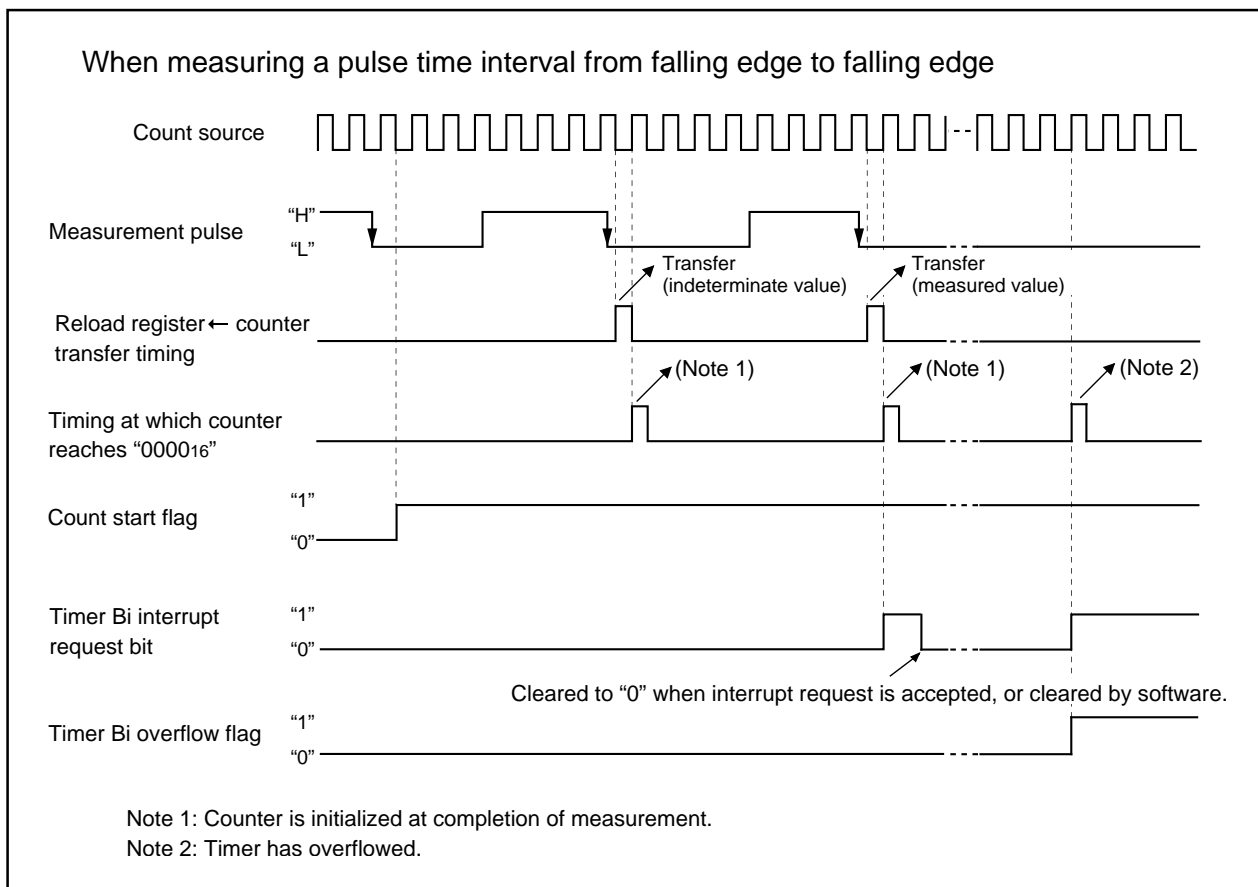 When measuring a pulse time interval from falling edge to falling edge
Count source
Measurement pulse
“H”
“L”
Transfer
(indeterminate value)
Transfer
(measured value)
Reload register ← counter
transfer timing
(Note 1)
(Note 1)
(Note 2)
Timing at which counter
reaches “000016”
Count start flag
“1”
“0”
Timer Bi interrupt
request bit
“1”
“0”
Cleared to “0” when interrupt request is accepted, or cleared by software.
Timer Bi overflow flag
“1”
“0”
Note 1: Counter is initialized at completion of measurement.
Note 2: Timer has overflowed.